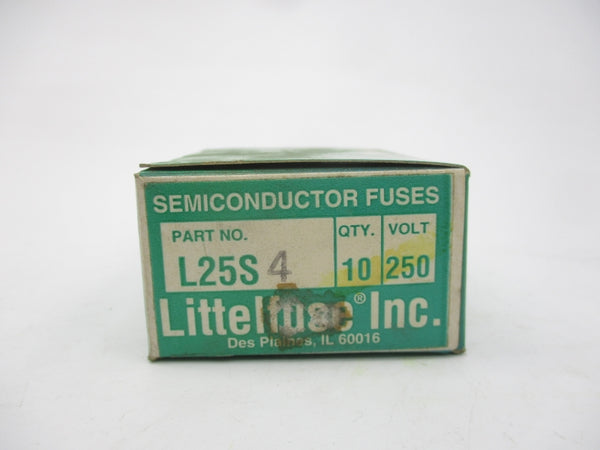 SEMICONDUCTOR FUSES
PART NO. QTY. VOLT
L25S 4 10 250
Littelfuse® Inc.
Des Plaines, IL 60016